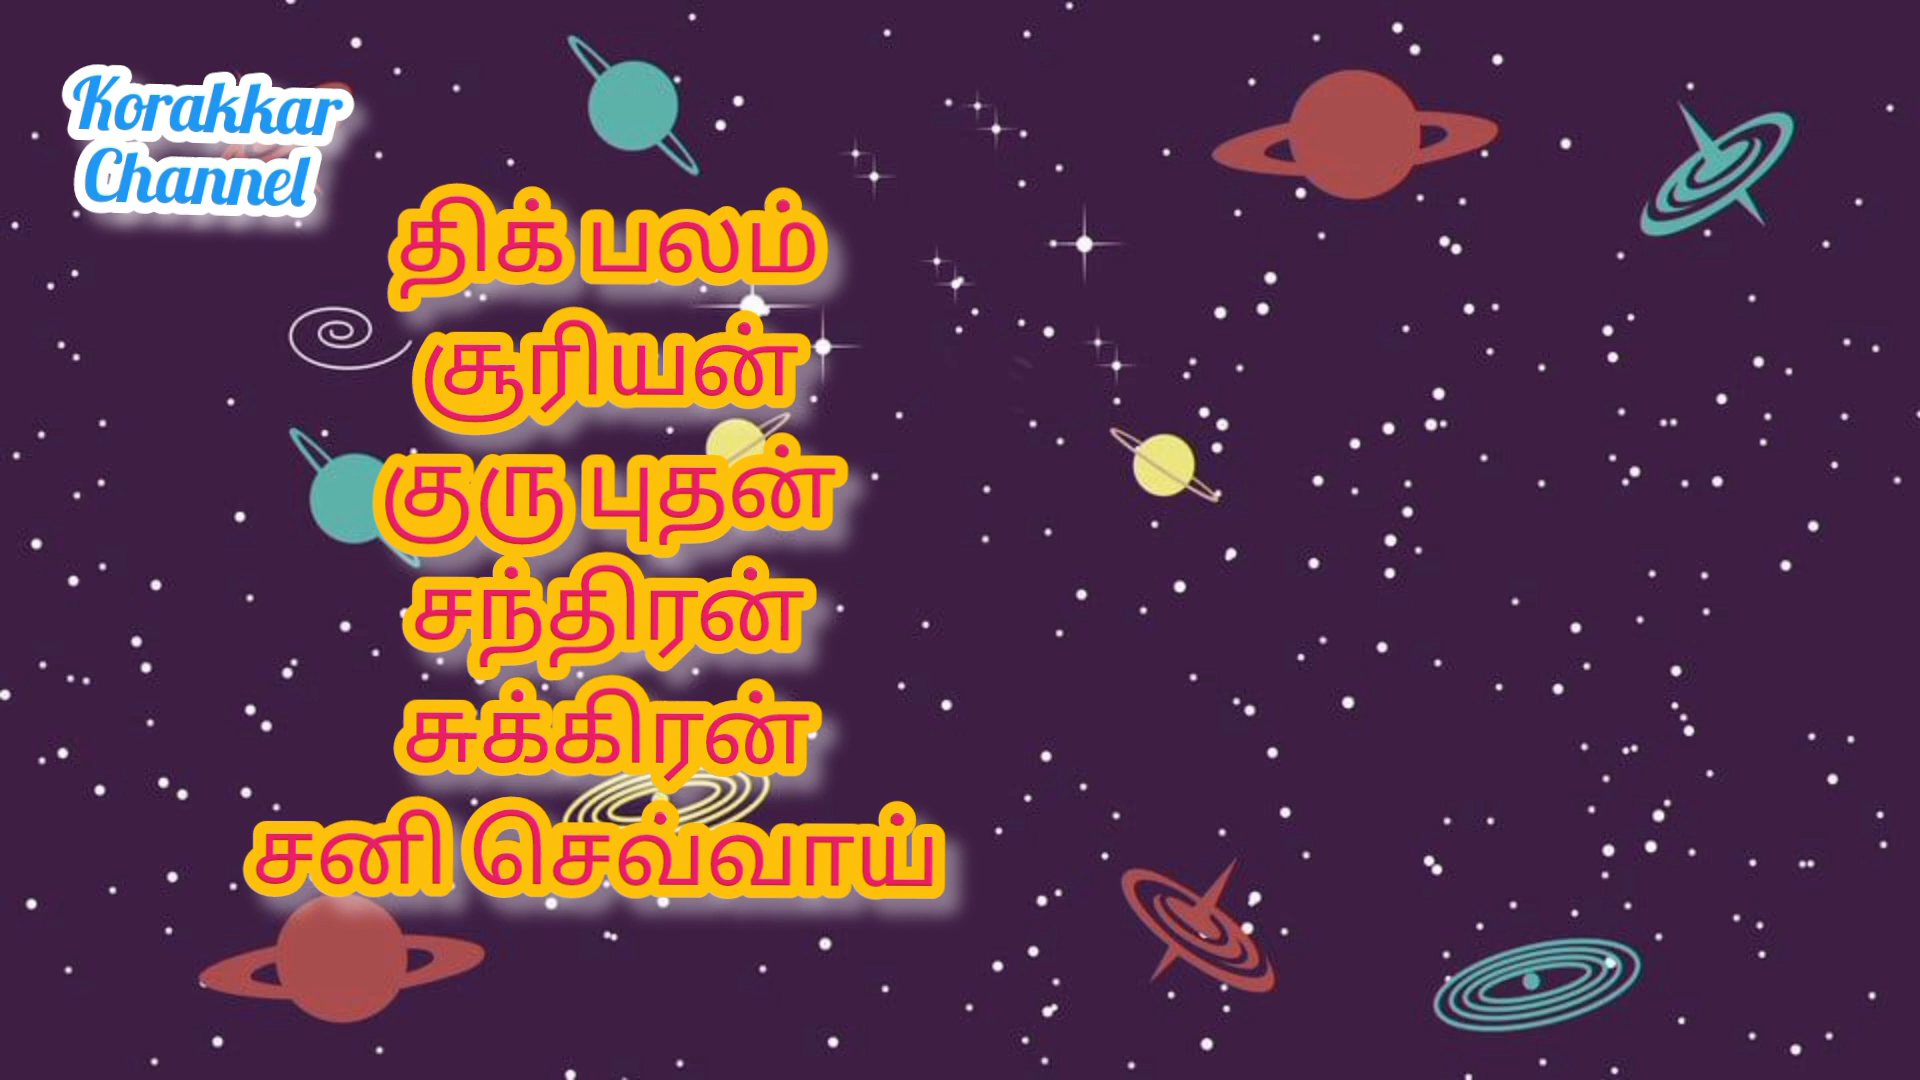 Korakkar
Channel
திக் பலம்
சூரியன்
குரு புதன்
சந்திரன்
சுக்கிரன்
சனி செவ்வாய்